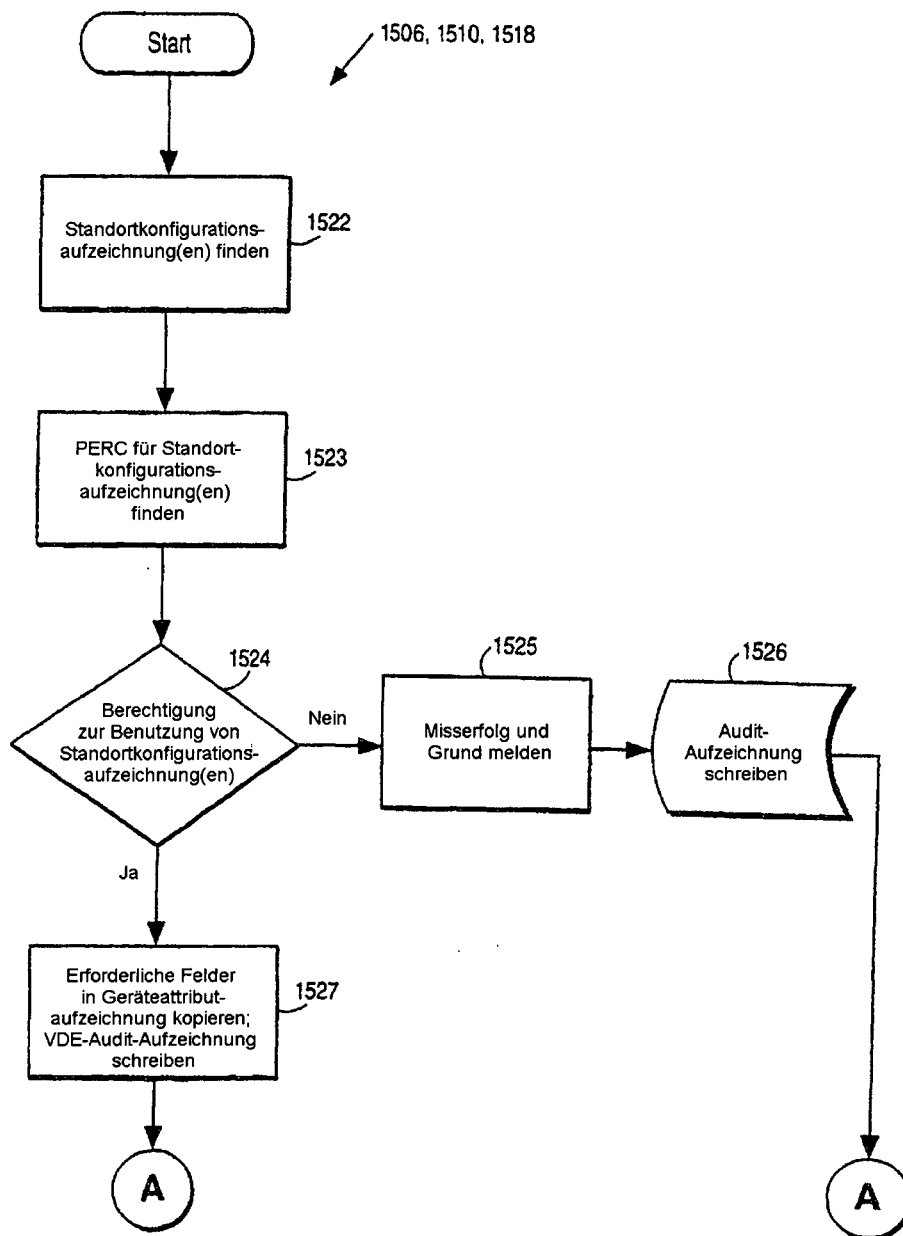 Start
1506, 1510, 1518
Standortkonfigurations-
aufzeichnung(en) finden
1522
PERC für Standort-
konfigurations-
aufzeichnung(en)
finden
1523
1524
Berechtigung
zur Benutzung von
Standortkonfigurations-
aufzeichnung(en)
Nein
1525
Misserfolg und
Grund melden
1526
Audit-
Aufzeichnung
schreiben
Ja
Erforderliche Felder
in Geräteattribut-
aufzeichnung kopieren;
VDE-Audit-Aufzeichnung
schreiben
1527
A
A